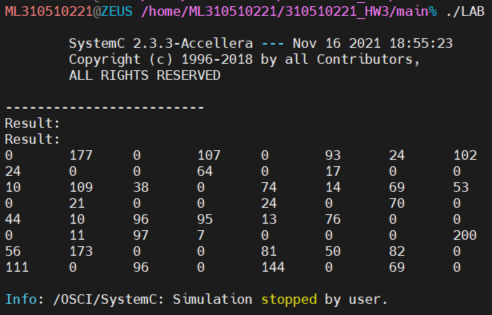 ML310510221@ZEUS /home/ML310510221/310510221_HW3/main% ./LAB
SystemC 2.3.3-Accellera --- Nov 16 2021 18:55:23
Copyright (c) 1996-2018 by all Contributors,
ALL RIGHTS RESERVED
-------------------------
Result:
Result:
0 177 0 107 0 93 24 102
24 0 0 64 0 17 0 0
10 109 38 0 74 14 69 53
0 21 0 0 24 0 70 0
44 10 96 95 13 76 0 0
0 11 97 7 0 0 0 200
56 173 0 0 81 50 82 0
111 0 96 0 144 0 69 0
Info: /OSCI/SystemC: Simulation stopped by user.